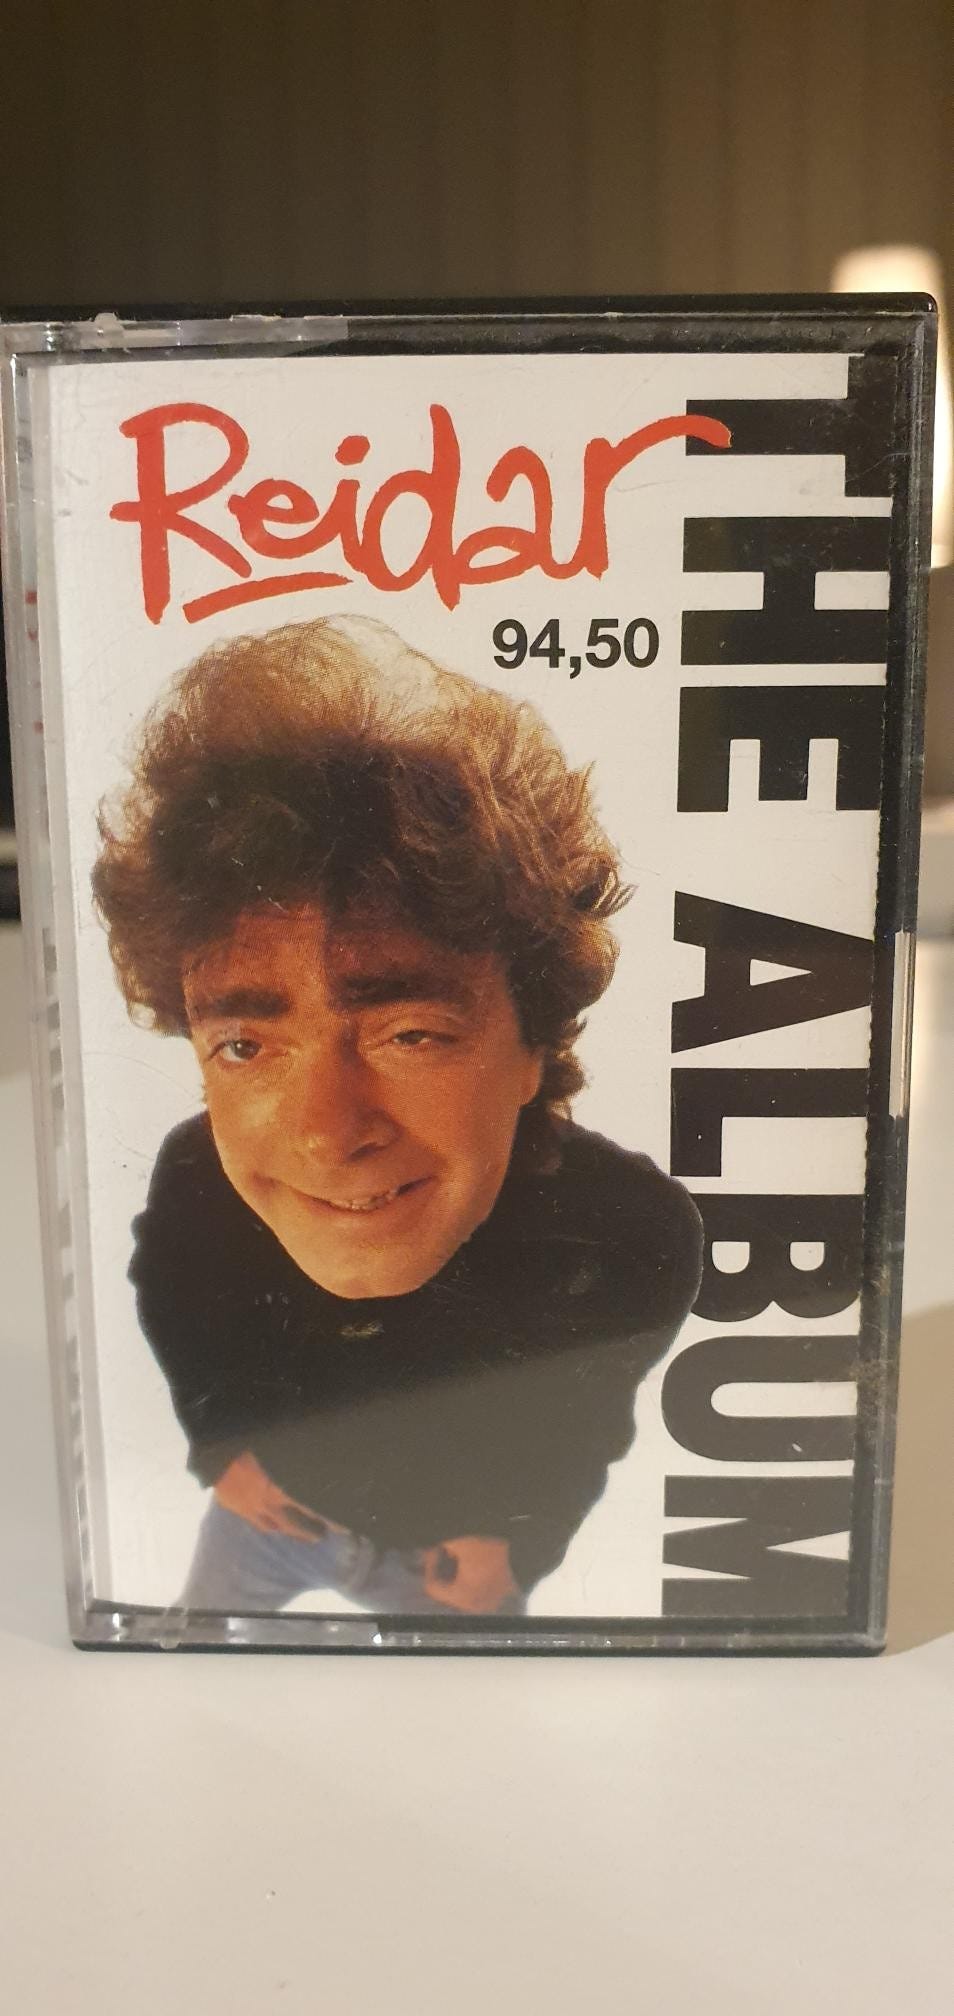 Reidar
94,50
THE ALBUM